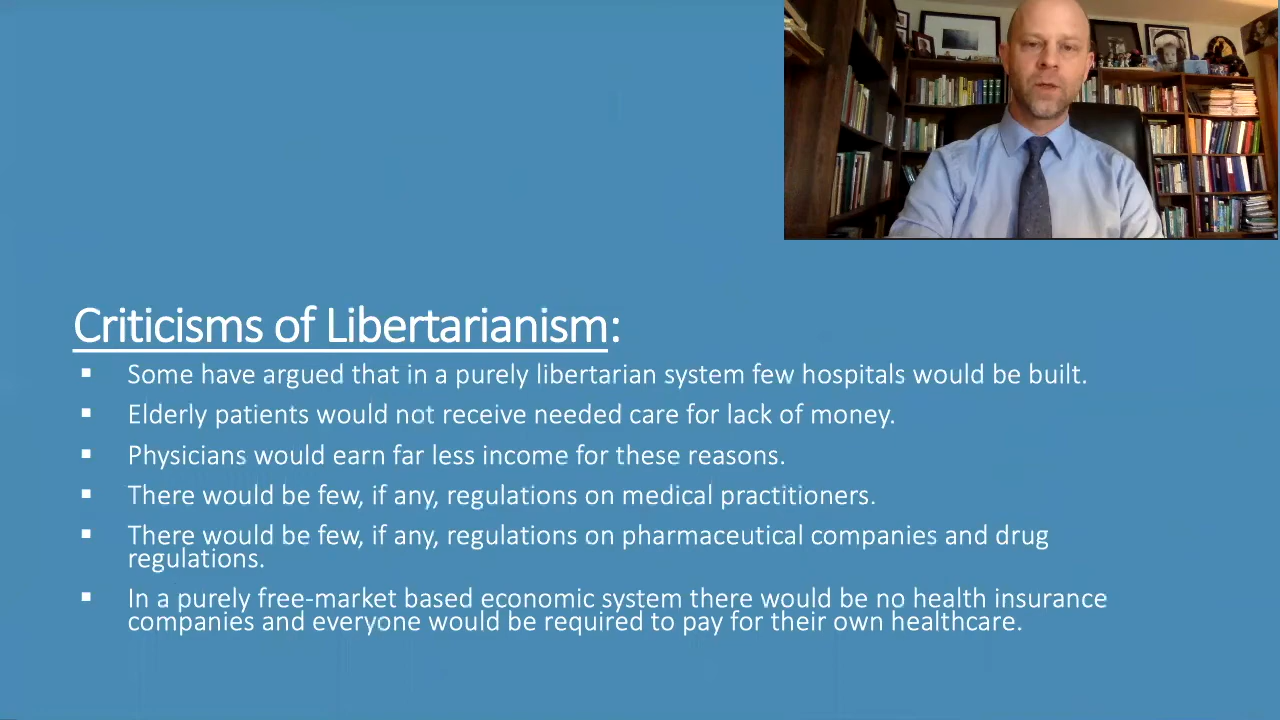 Criticisms of Libertarianism:
▪ Some have argued that in a purely libertarian system few hospitals would be built.
▪ Elderly patients would not receive needed care for lack of money.
▪ Physicians would earn far less income for these reasons.
▪ There would be few, if any, regulations on medical practitioners.
▪ There would be few, if any, regulations on pharmaceutical companies and drug
regulations.
▪ In a purely free-market based economic system there would be no health insurance
companies and everyone would be required to pay for their own healthcare.